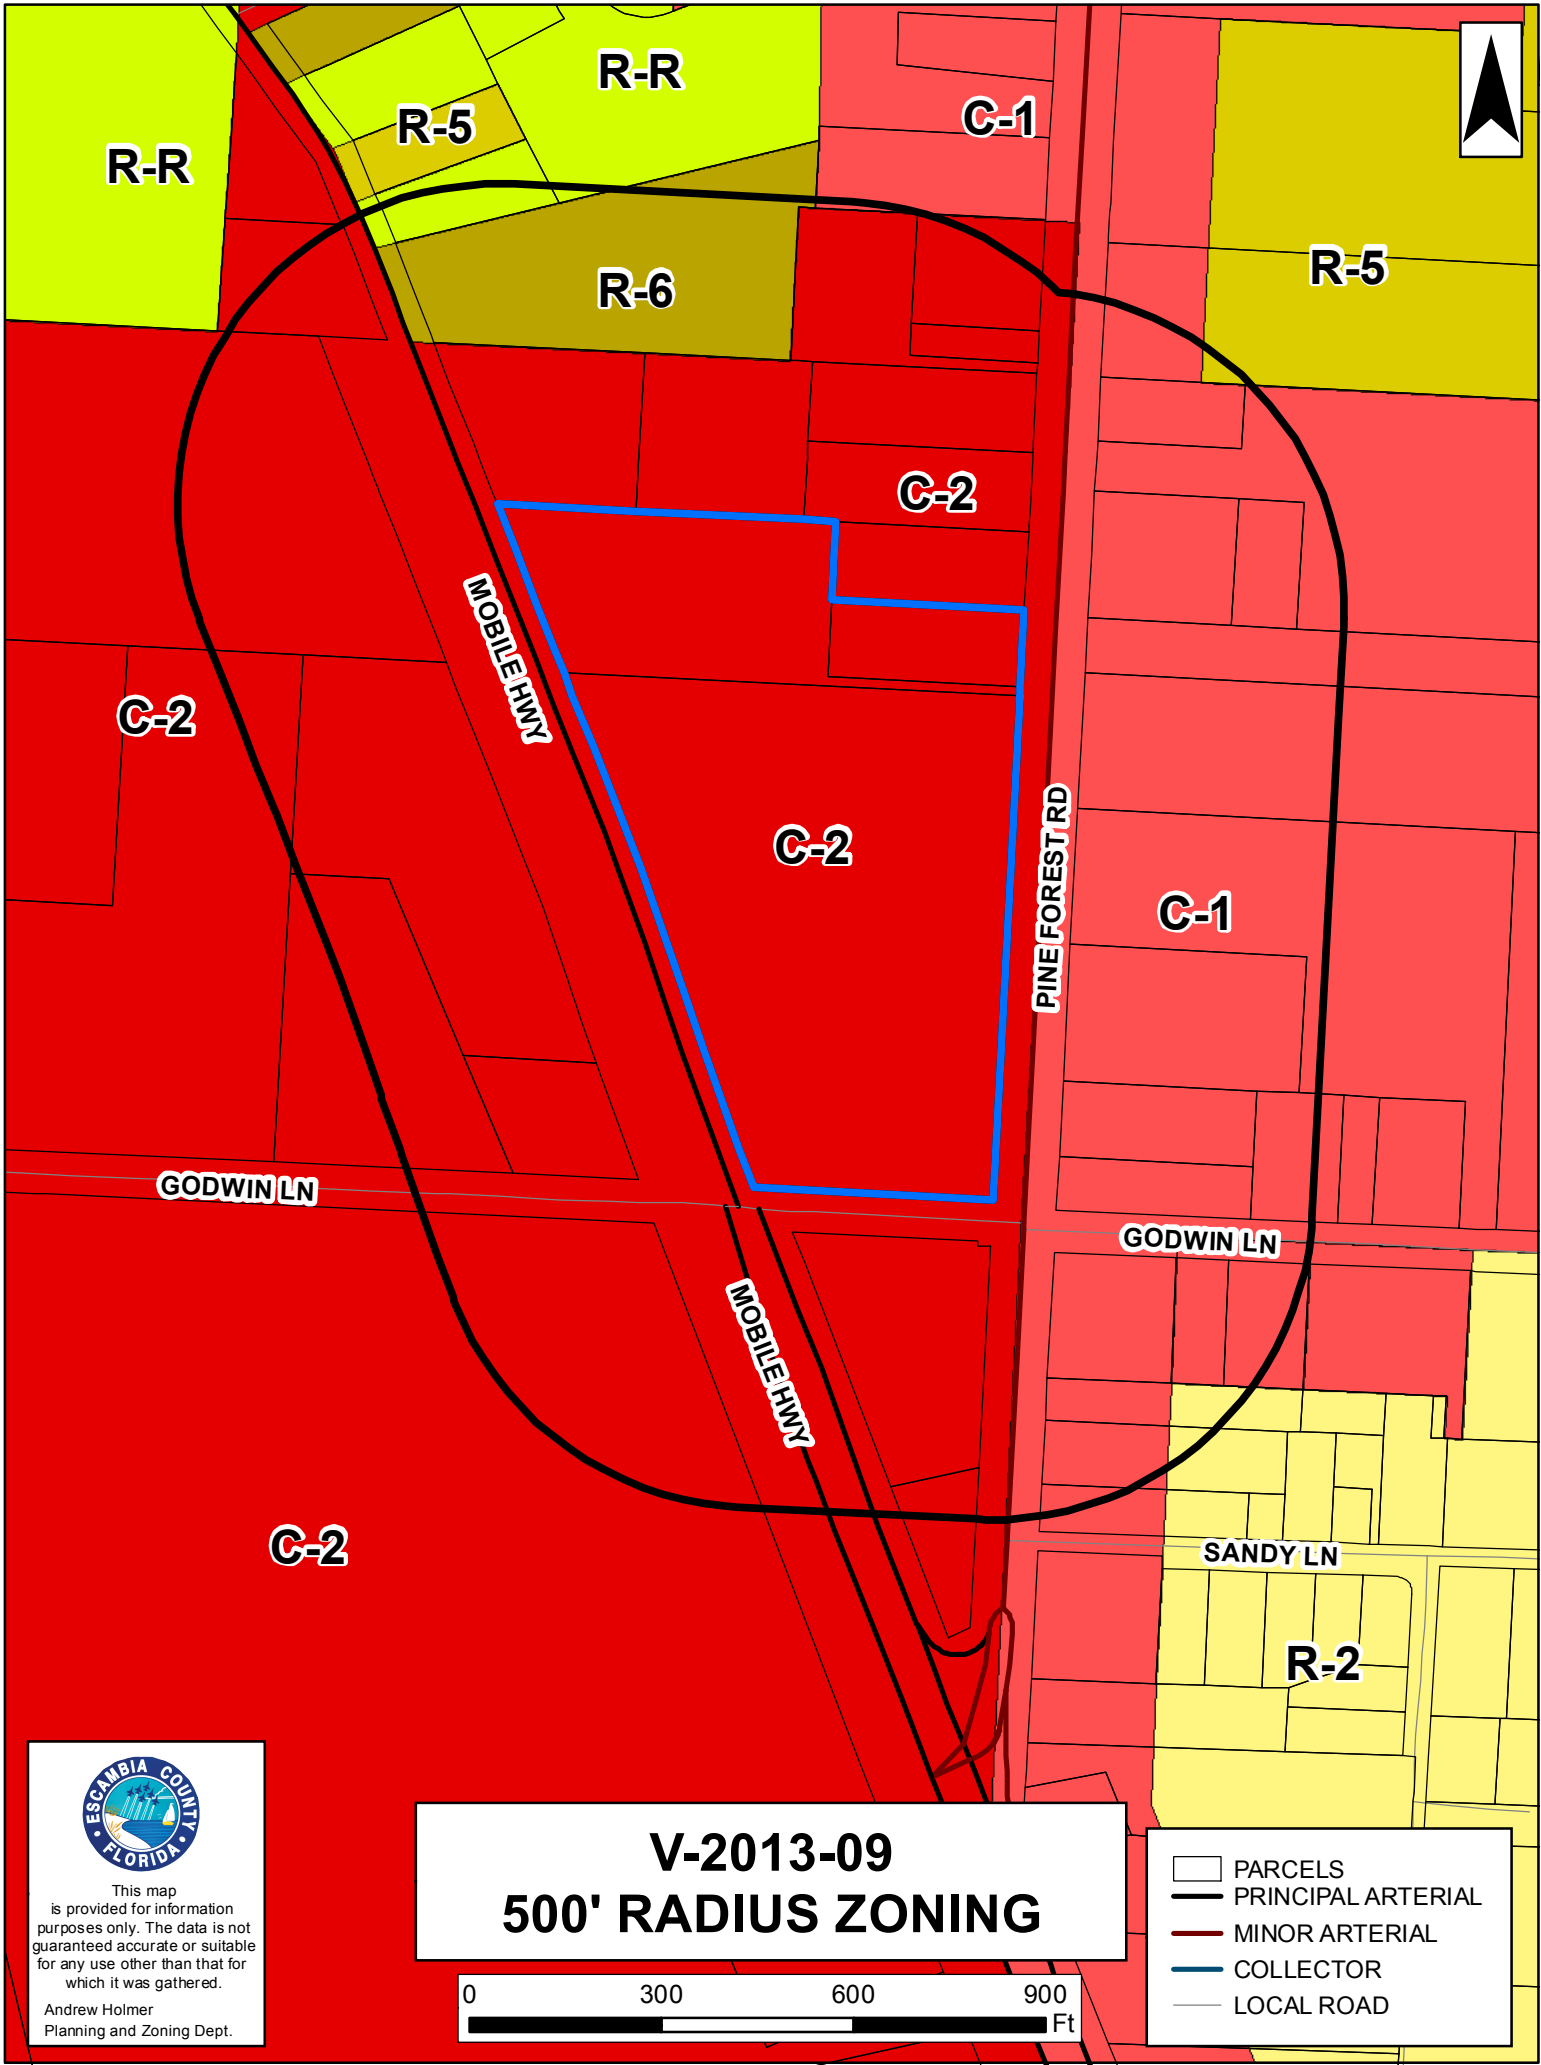 R-R
C-1
R-5
R-R
R-5
R-6
C-2
MOBILE HWY
C-2
C-2
PINE FOREST RD
C-1
GODWIN LN
GODWIN LN
MOBILE HWY
C-2
SANDY LN
R-2
ESCAMBIA COUNTY
FLORIDA
This map
is provided for information
purposes only. The data is not
guaranteed accurate or suitable
for any use other than that for
which it was gathered.
Andrew Holmer
Planning and Zoning Dept.
V-2013-09
500' RADIUS ZONING
0 300 600 900
Ft
PARCELS
PRINCIPAL ARTERIAL
MINOR ARTERIAL
COLLECTOR
LOCAL ROAD